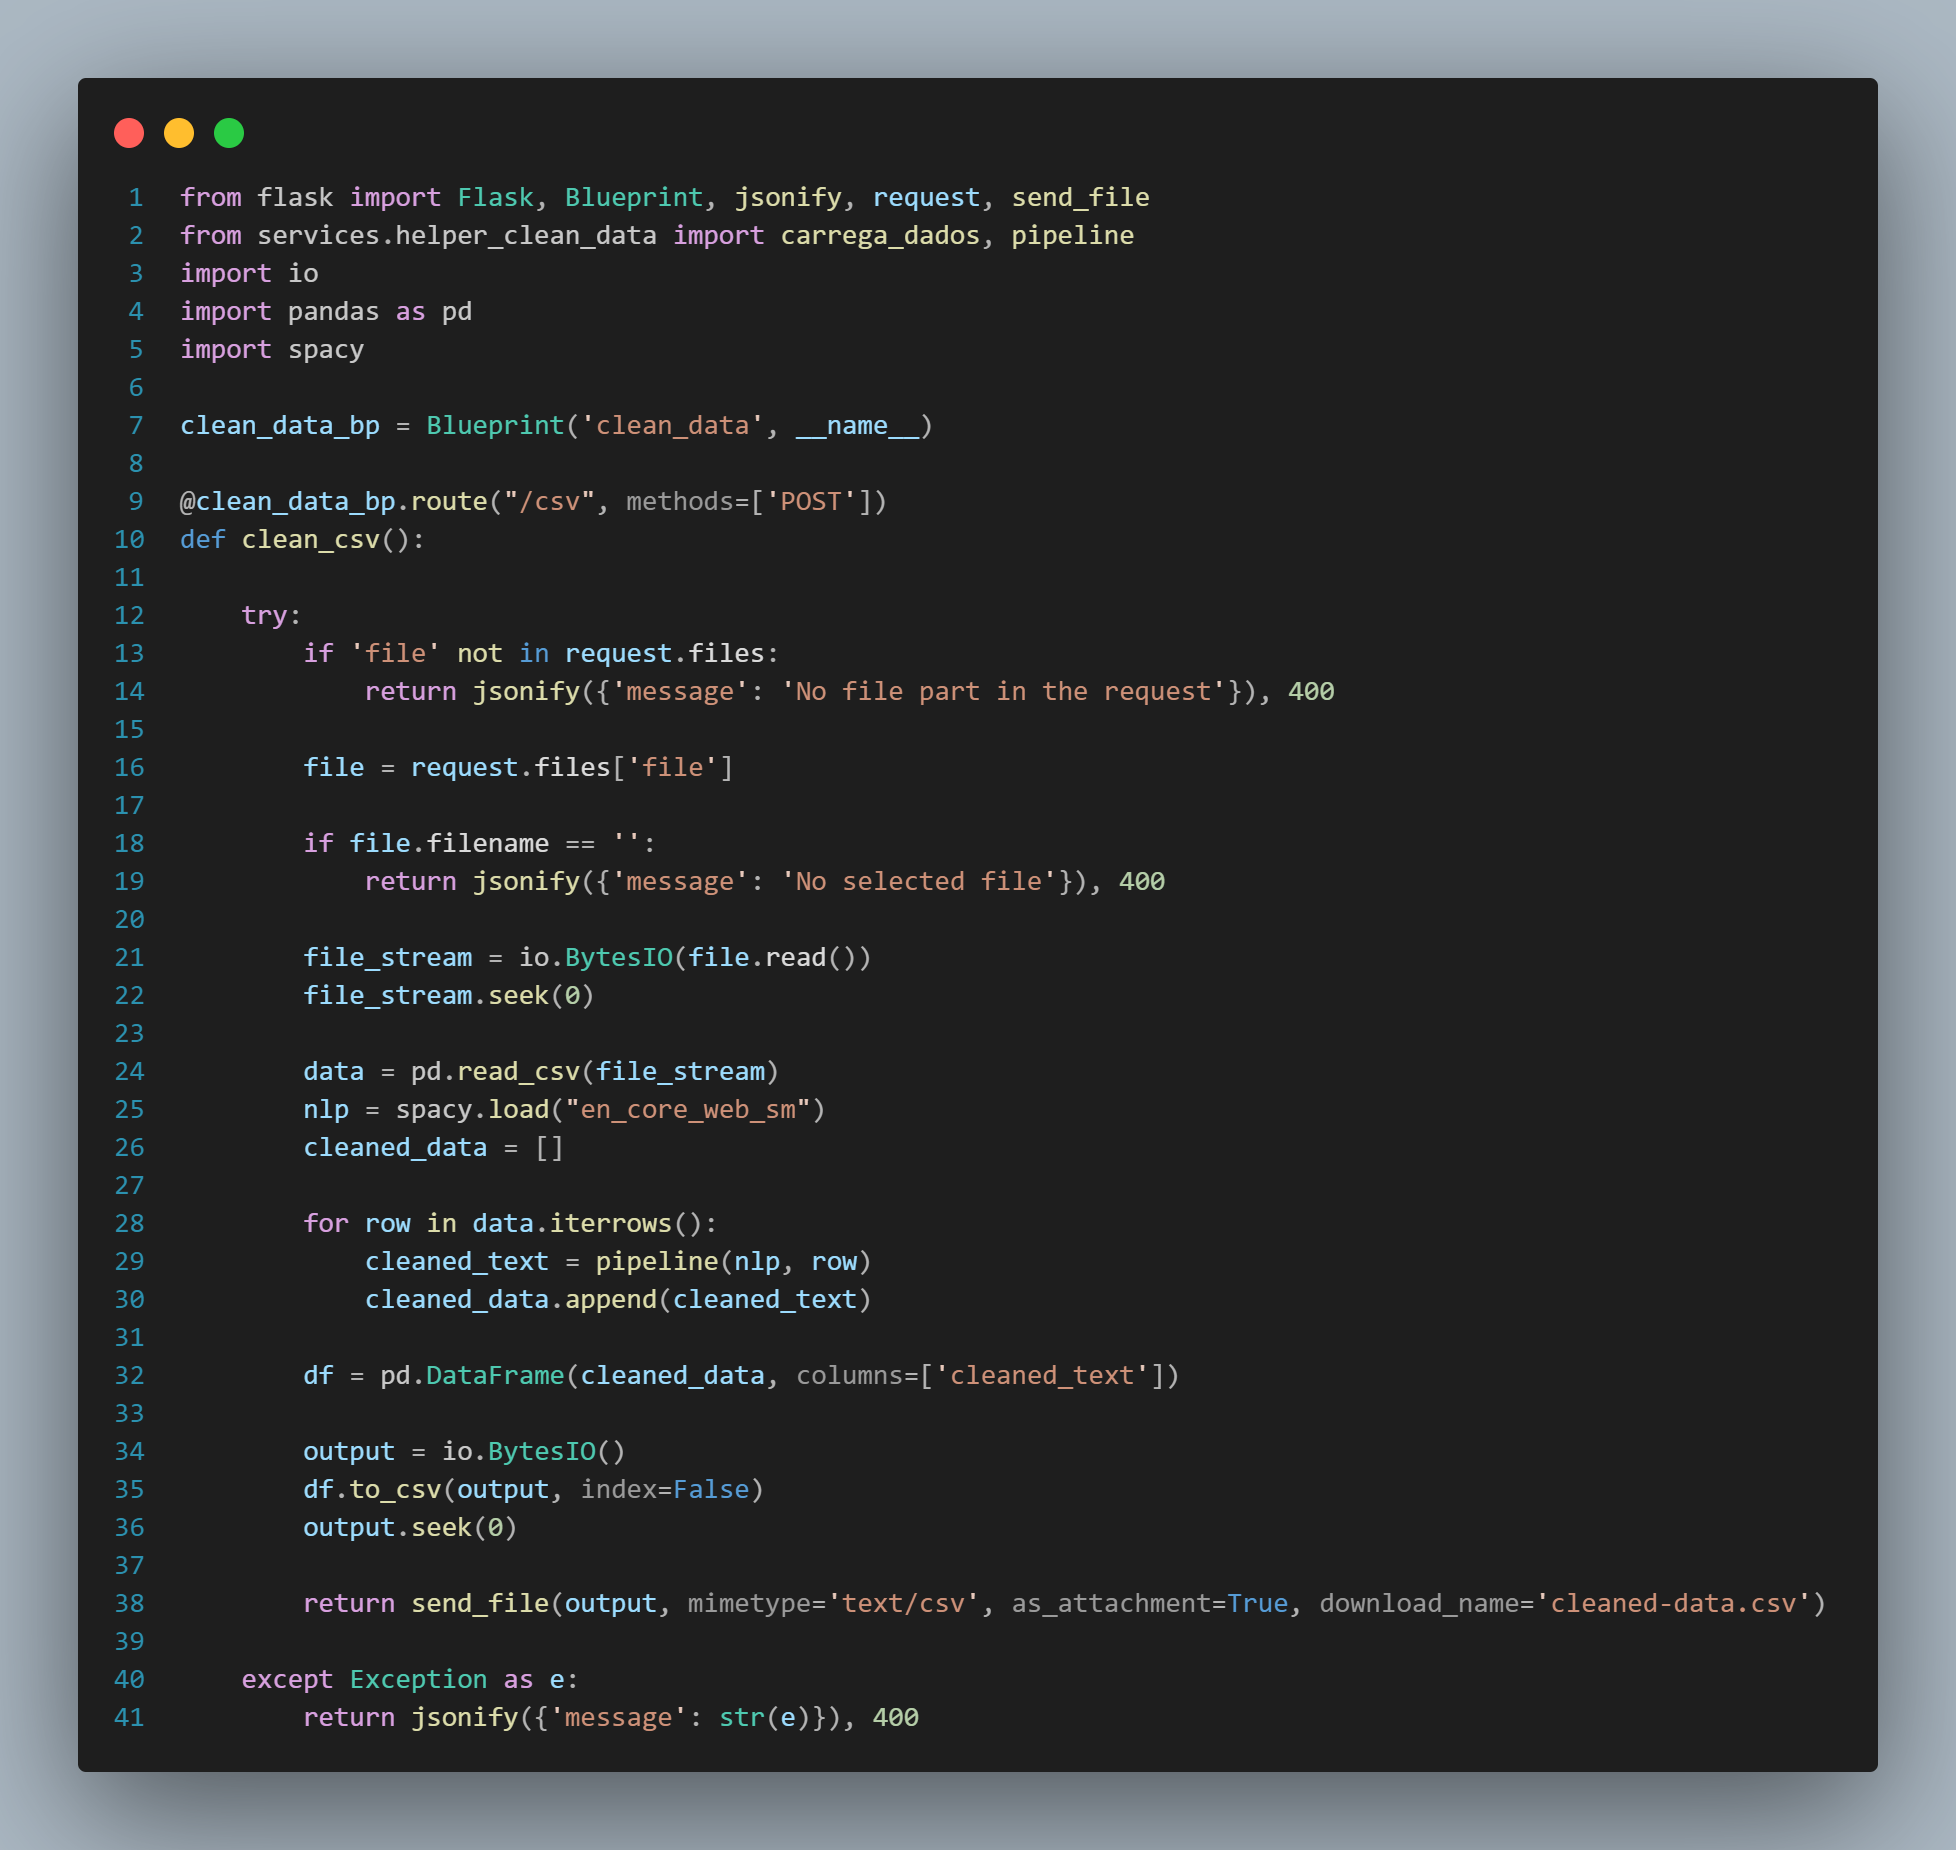 1 from flask import Flask, Blueprint, jsonify, request, send_file
2 from services.helper_clean_data import carrega_dados, pipeline
3 import io
4 import pandas as pd
5 import spacy
6
7 clean_data_bp = Blueprint('clean_data', __name__)
8
9 @clean_data_bp.route("/csv", methods=['POST'])
10 def clean_csv():
11
12     try:
13         if 'file' not in request.files:
14             return jsonify({'message': 'No file part in the request'}), 400
15
16         file = request.files['file']
17
18         if file.filename == '':
19             return jsonify({'message': 'No selected file'}), 400
20
21         file_stream = io.BytesIO(file.read())
22         file_stream.seek(0)
23
24         data = pd.read_csv(file_stream)
25         nlp = spacy.load("en_core_web_sm")
26         cleaned_data = []
27
28         for row in data.iterrows():
29             cleaned_text = pipeline(nlp, row)
30             cleaned_data.append(cleaned_text)
31
32         df = pd.DataFrame(cleaned_data, columns=['cleaned_text'])
33
34         output = io.BytesIO()
35         df.to_csv(output, index=False)
36         output.seek(0)
37
38         return send_file(output, mimetype='text/csv', as_attachment=True, download_name='cleaned-data.csv')
39
40     except Exception as e:
41         return jsonify({'message': str(e)}), 400